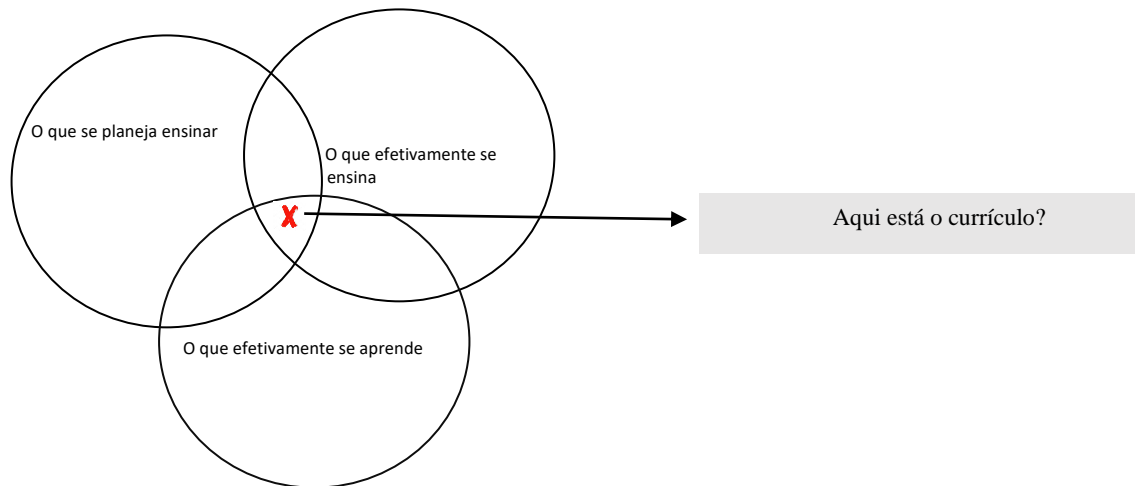 O que se planeja ensinar
O que efetivamente se
ensina
Aqui está o currículo?
O que efetivamente se aprende